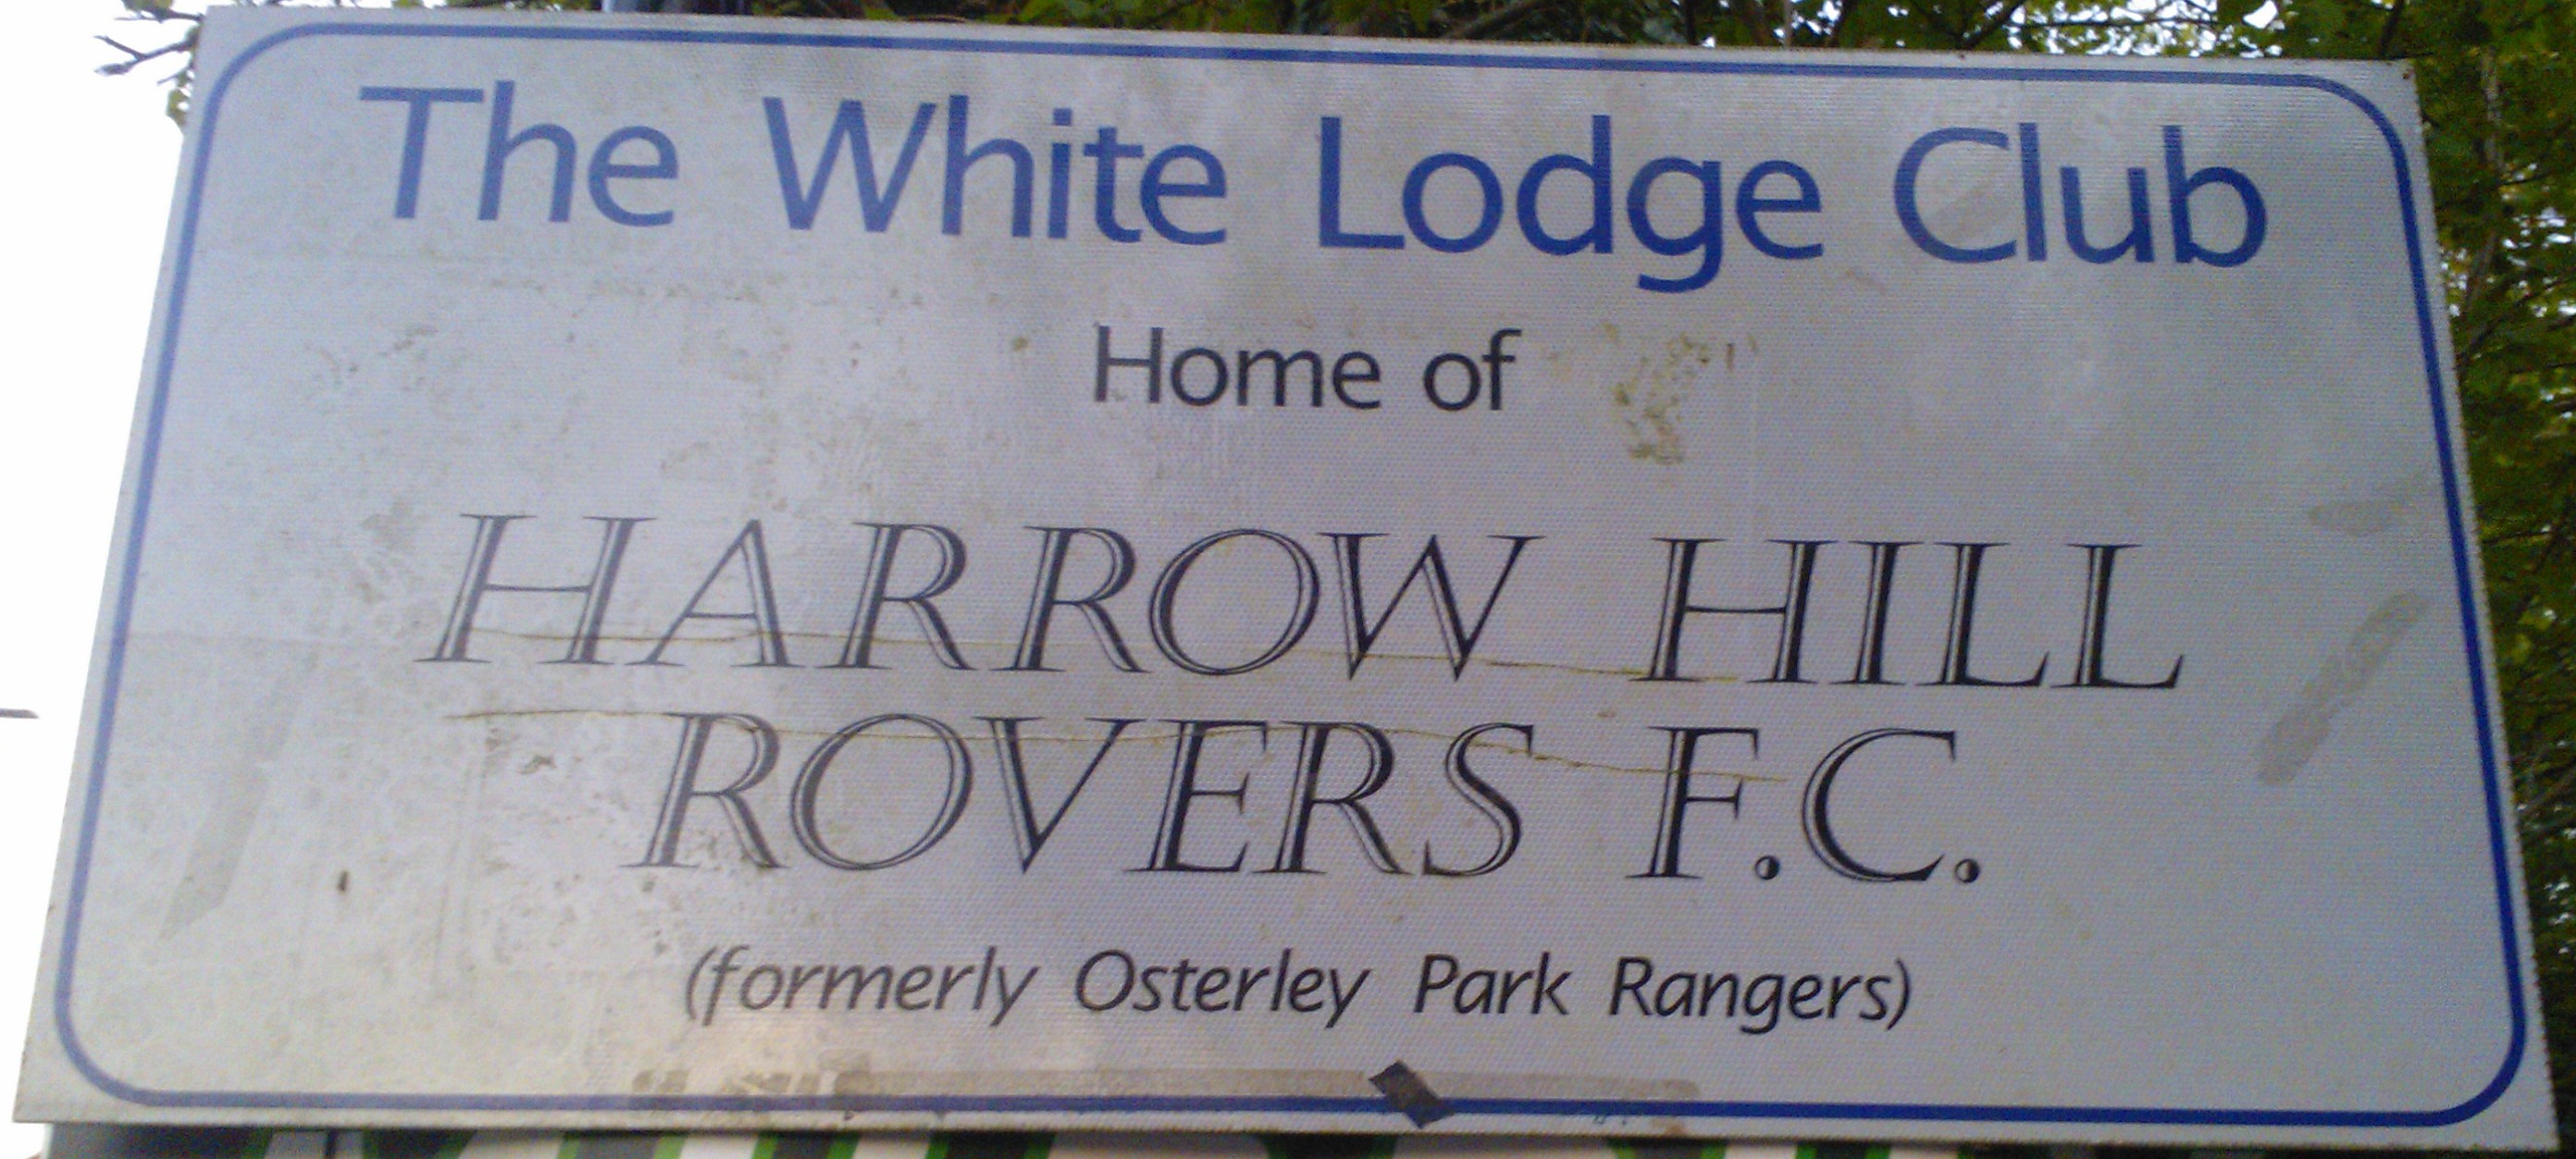 The White Lodge Club
Home of
HARROW HILL
ROVERS F.C.
(formerly Osterley Park Rangers)